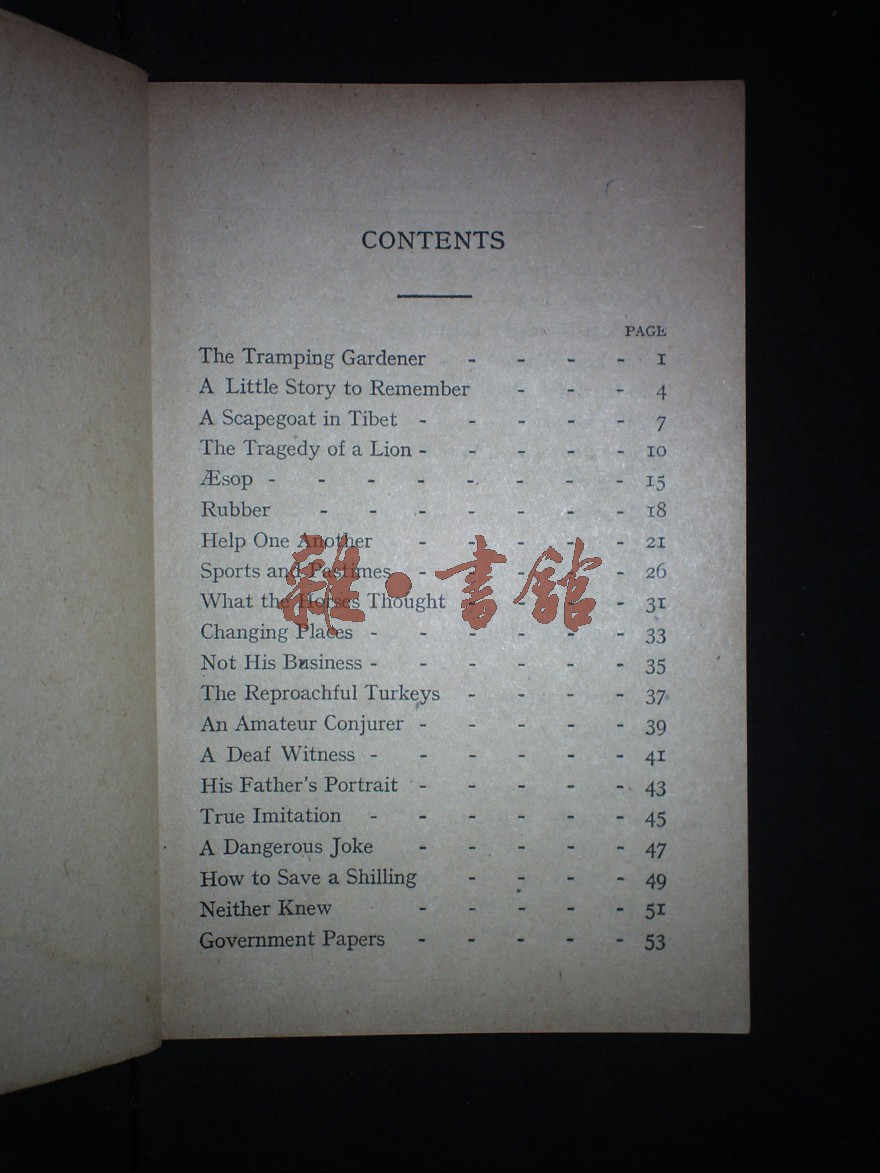 CONTENTS
PAGE
The Tramping Gardener - - - - 1
A Little Story to Remember - - - 4
A Scapegoat in Tibet - - - - - 7
The Tragedy of a Lion - - - - - 10
Æsop - - - - - - - - 15
Rubber - - - - - - - 18
Help One Another - - - - - 21
Sports and Pastimes - - - - - 26
What the Horses Thought - - - - 31
Changing Places - - - - - - 33
Not His Business - - - - - - 35
The Reproachful Turkeys - - - - 37
An Amateur Conjurer - - - - - 39
A Deaf Witness - - - - - - 41
His Father's Portrait - - - - - 43
True Imitation - - - - - - 45
A Dangerous Joke - - - - - 47
How to Save a Shilling - - - - 49
Neither Knew - - - - - 51
Government Papers - - - - - 53
雜·書館